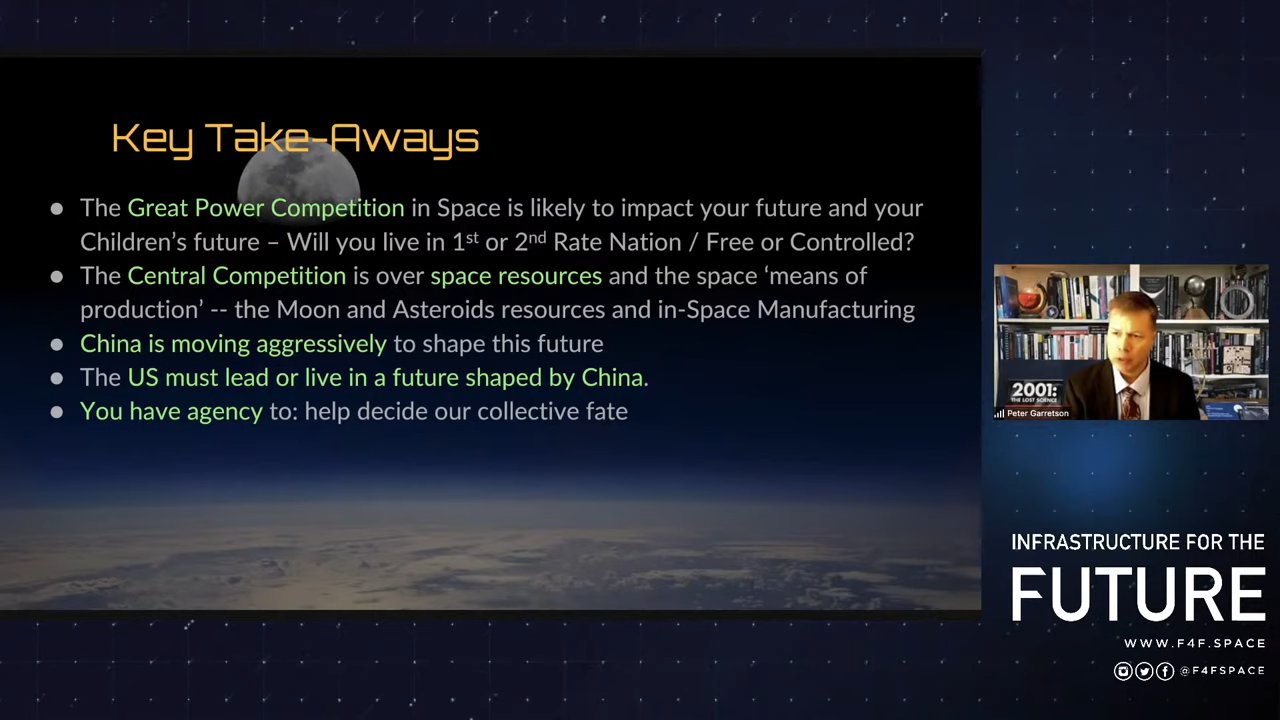 Key Take-Aways
● The Great Power Competition in Space is likely to impact your future and your
Children’s future – Will you live in 1st or 2nd Rate Nation / Free or Controlled?
● The Central Competition is over space resources and the space ‘means of
production’ -- the Moon and Asteroids resources and in-Space Manufacturing
● China is moving aggressively to shape this future
● The US must lead or live in a future shaped by China.
● You have agency to: help decide our collective fate
2001:
THE LOST SCIENCE
Peter Garretson
INFRASTRUCTURE FOR THE
FUTURE
WWW.F4F.SPACE
@F4FSPACE